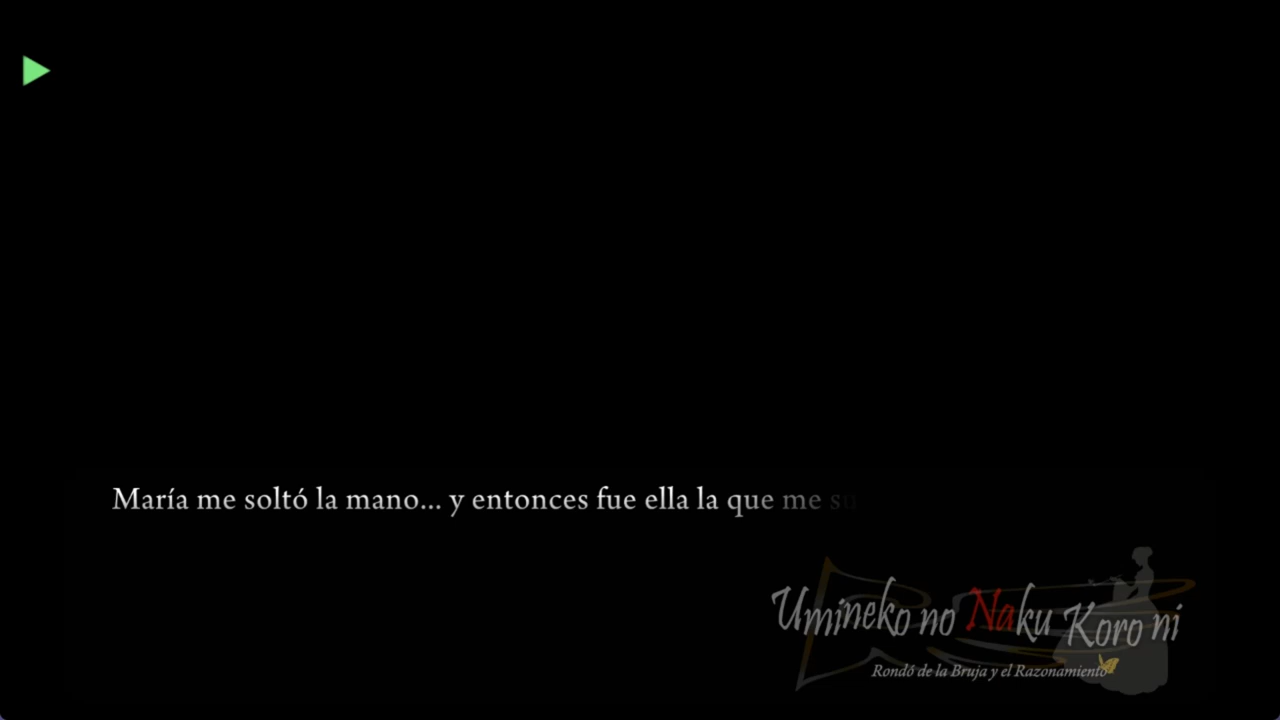 María me soltó la mano... y entonces fue ella la que me
Umineko no Naku Koro ni
Rondó de la Bruja y el Razonamiento